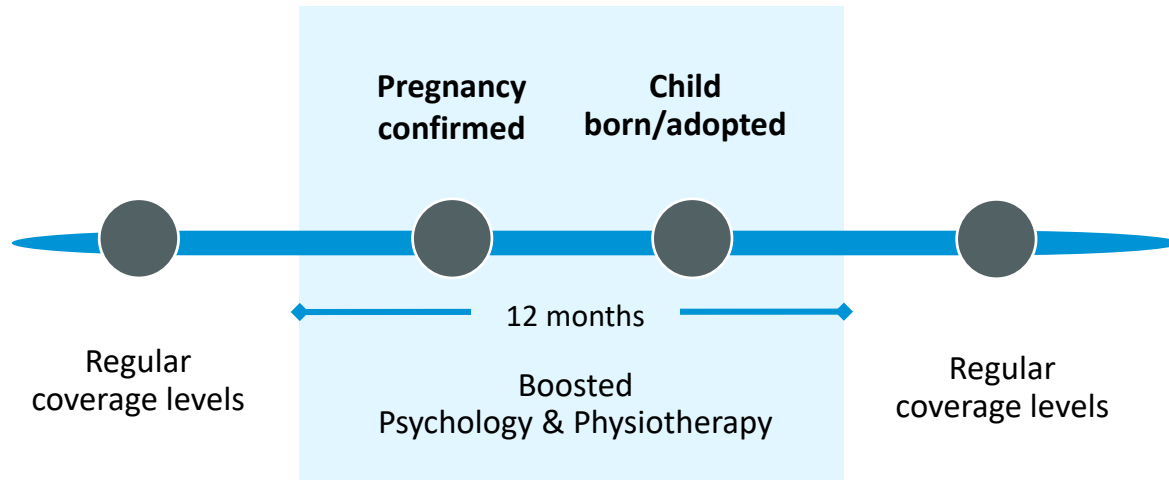 Pregnancy
confirmed
Child
born/adopted
12 months
Regular
coverage levels
Boosted
Psychology & Physiotherapy
Regular
coverage levels